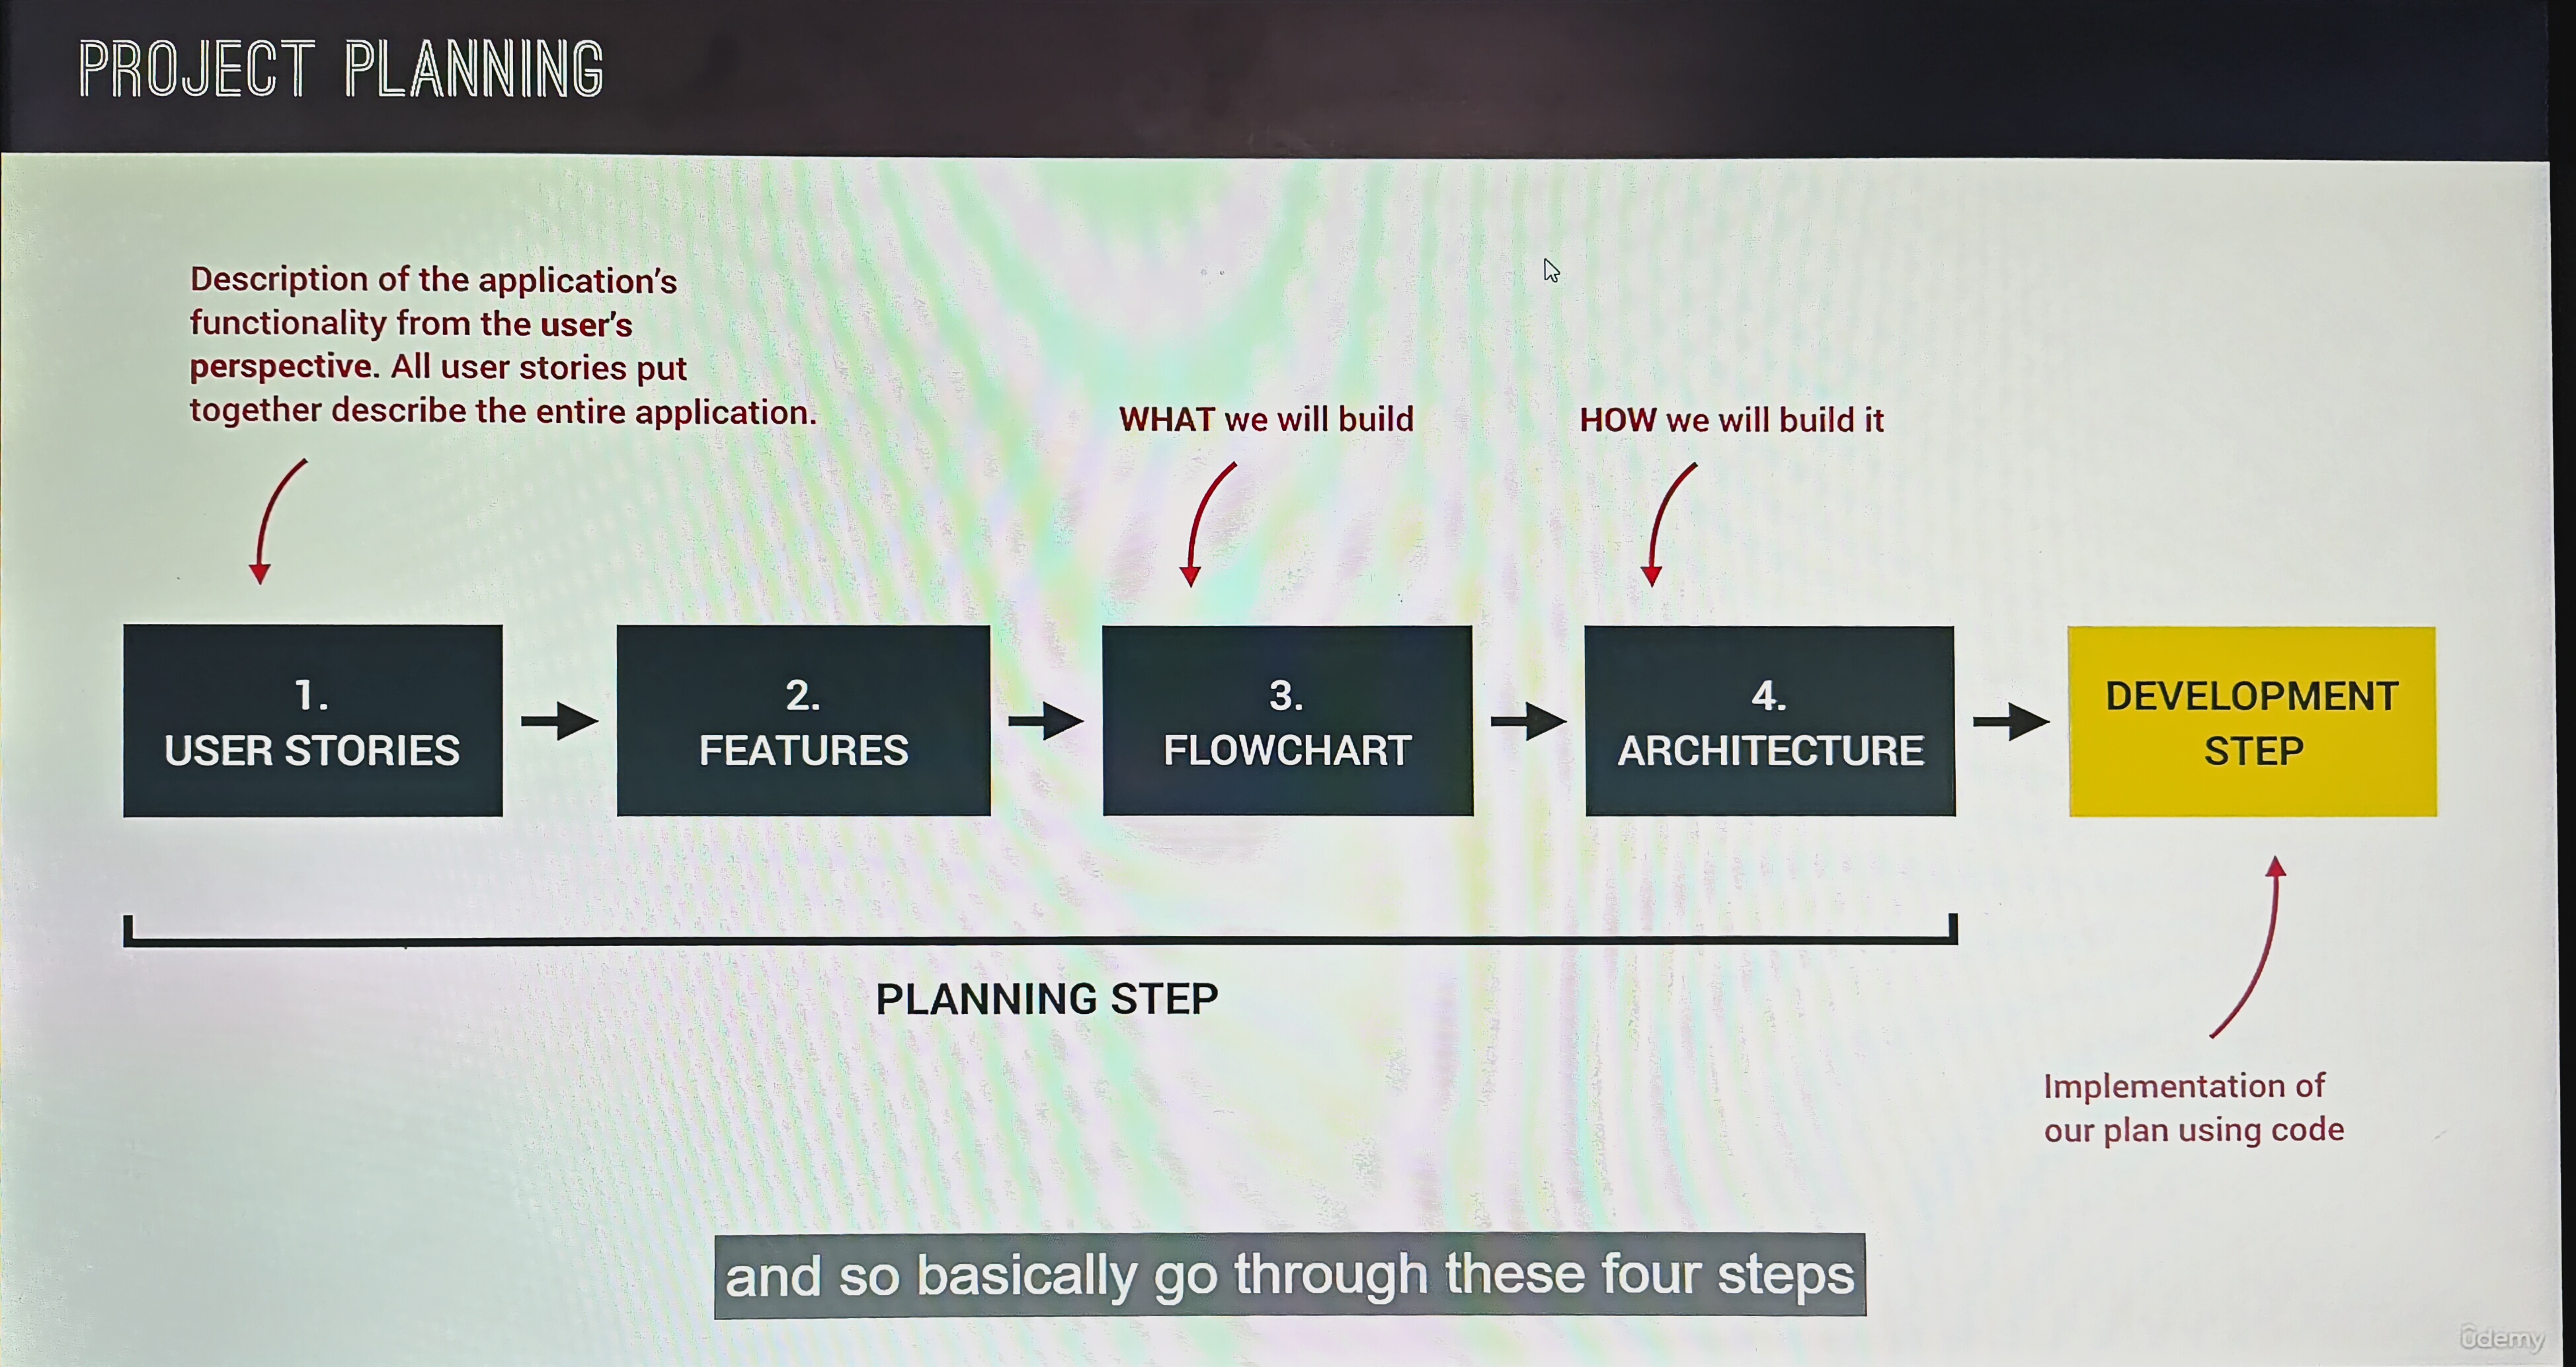 PROJECT PLANNING
Description of the application's
functionality from the user's
perspective. All user stories put
together describe the entire application.
WHAT we will build
HOW we will build it
1.
USER STORIES
2.
FEATURES
3.
FLOWCHART
4.
ARCHITECTURE
DEVELOPMENT
STEP
PLANNING STEP
Implementation of
our plan using code
and so basically go through these four steps
ûdemy